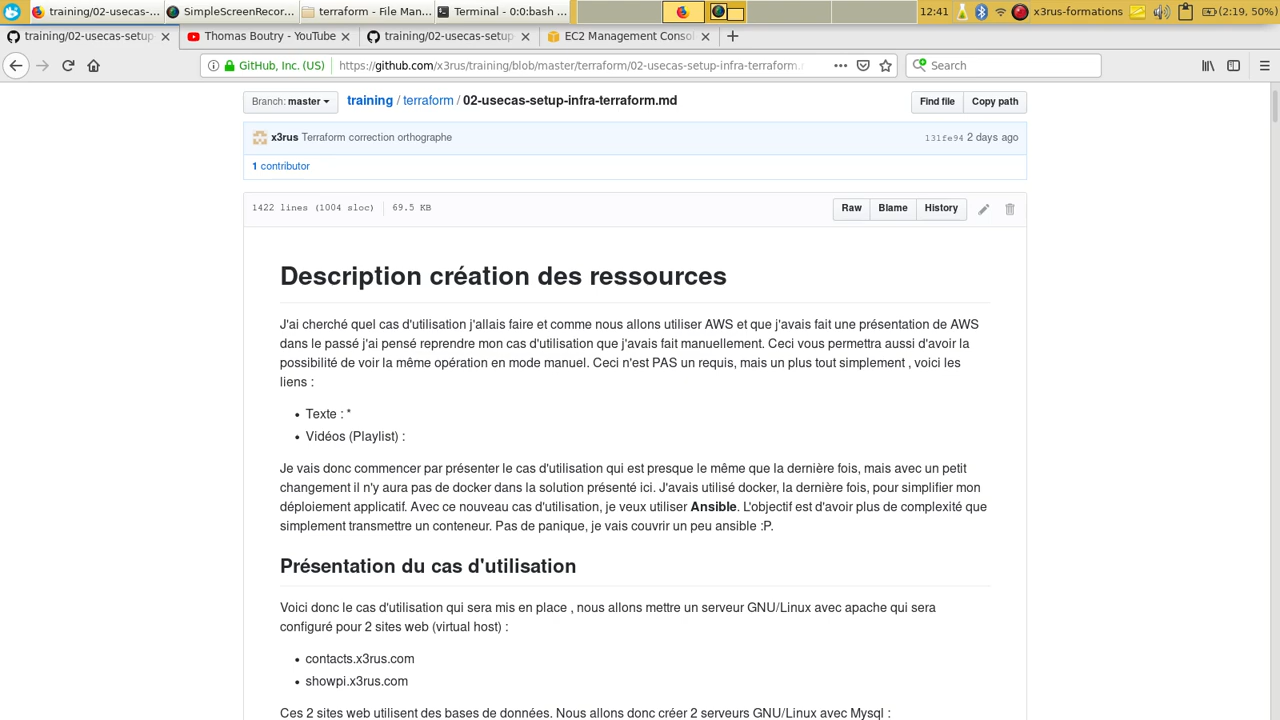 training/02-usecas-...
SimpleScreenRecor...
terraform - File Man...
Terminal - 0:0:bash ...
12:41
x3rus-formations
(2:19, 50%)
training/02-usecas-setup-
Thomas Boutry - YouTube
training/02-usecas-setup-
EC2 Management Consol
GitHub, Inc. (US)
https://github.com/x3rus/training/blob/master/terraform/02-usecas-setup-infra-terraform.
Search
Branch: master
training / terraform / 02-usecas-setup-infra-terraform.md
Find file
Copy path
x3rus Terraform correction orthographe
131fe94 2 days ago
1 contributor
1422 lines (1004 sloc)
69.5 KB
Raw
Blame
History
Description création des ressources
J'ai cherché quel cas d'utilisation j'allais faire et comme nous allons utiliser AWS et que j'avais fait une présentation de AWS
dans le passé j'ai pensé reprendre mon cas d'utilisation que j'avais fait manuellement. Ceci vous permettra aussi d'avoir la
possibilité de voir la même opération en mode manuel. Ceci n'est PAS un requis, mais un plus tout simplement , voici les
liens :
• Texte : *
• Vidéos (Playlist) :
Je vais donc commencer par présenter le cas d'utilisation qui est presque le même que la dernière fois, mais avec un petit
changement il n'y aura pas de docker dans la solution présenté ici. J'avais utilisé docker, la dernière fois, pour simplifier mon
déploiement applicatif. Avec ce nouveau cas d'utilisation, je veux utiliser Ansible. L'objectif est d'avoir plus de complexité que
simplement transmettre un conteneur. Pas de panique, je vais couvrir un peu ansible :P.
Présentation du cas d'utilisation
Voici donc le cas d'utilisation qui sera mis en place , nous allons mettre un serveur GNU/Linux avec apache qui sera
configuré pour 2 sites web (virtual host) :
• contacts.x3rus.com
• showpi.x3rus.com
Ces 2 sites web utilisent des bases de données. Nous allons donc créer 2 serveurs GNU/Linux avec Mysql :